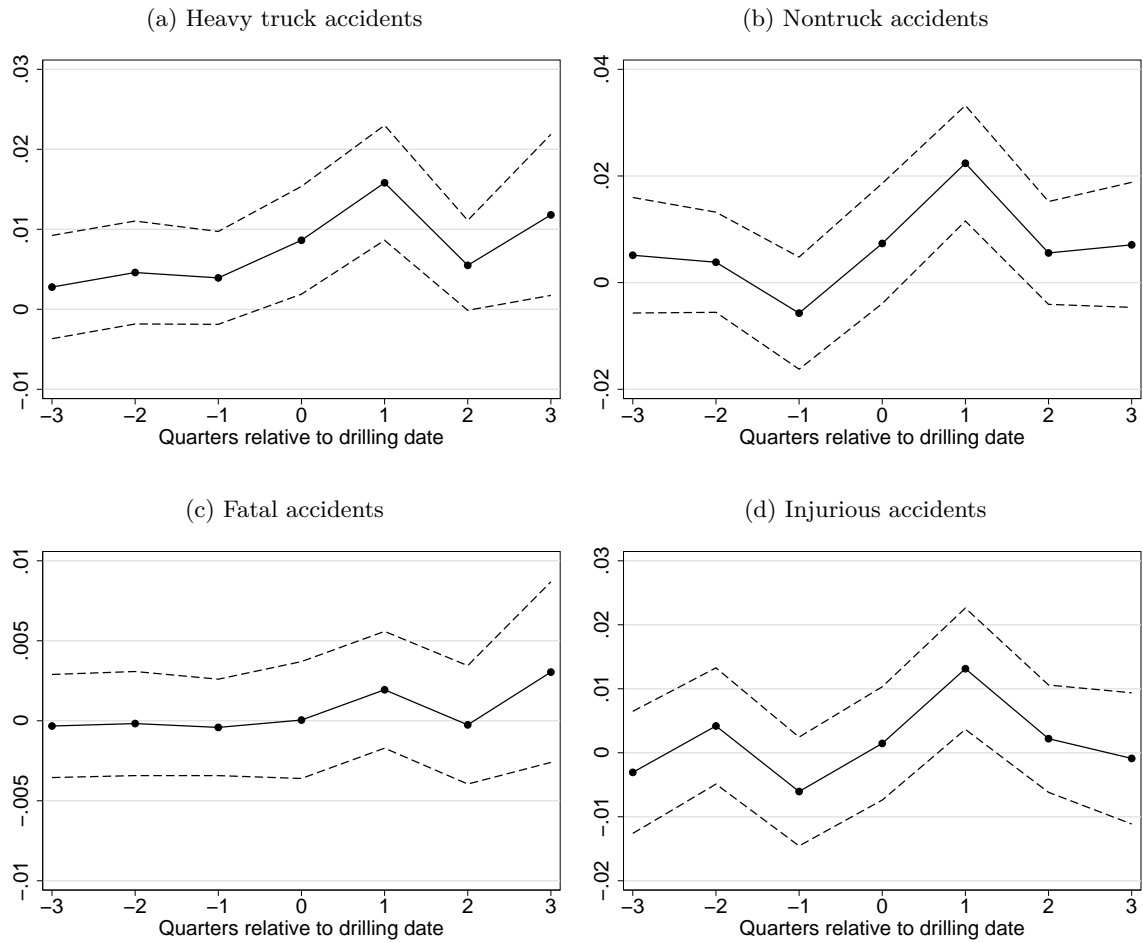 (a) Heavy truck accidents
.03
.02
.01
0
-.01
−3 −2 −1 0 1 2 3
Quarters relative to drilling date
(b) Nontruck accidents
.04
.02
0
-.02
−3 −2 −1 0 1 2 3
Quarters relative to drilling date
(c) Fatal accidents
.01
.005
0
-.005
-.01
−3 −2 −1 0 1 2 3
Quarters relative to drilling date
(d) Injurious accidents
.03
.02
.01
0
-.01
-.02
−3 −2 −1 0 1 2 3
Quarters relative to drilling date